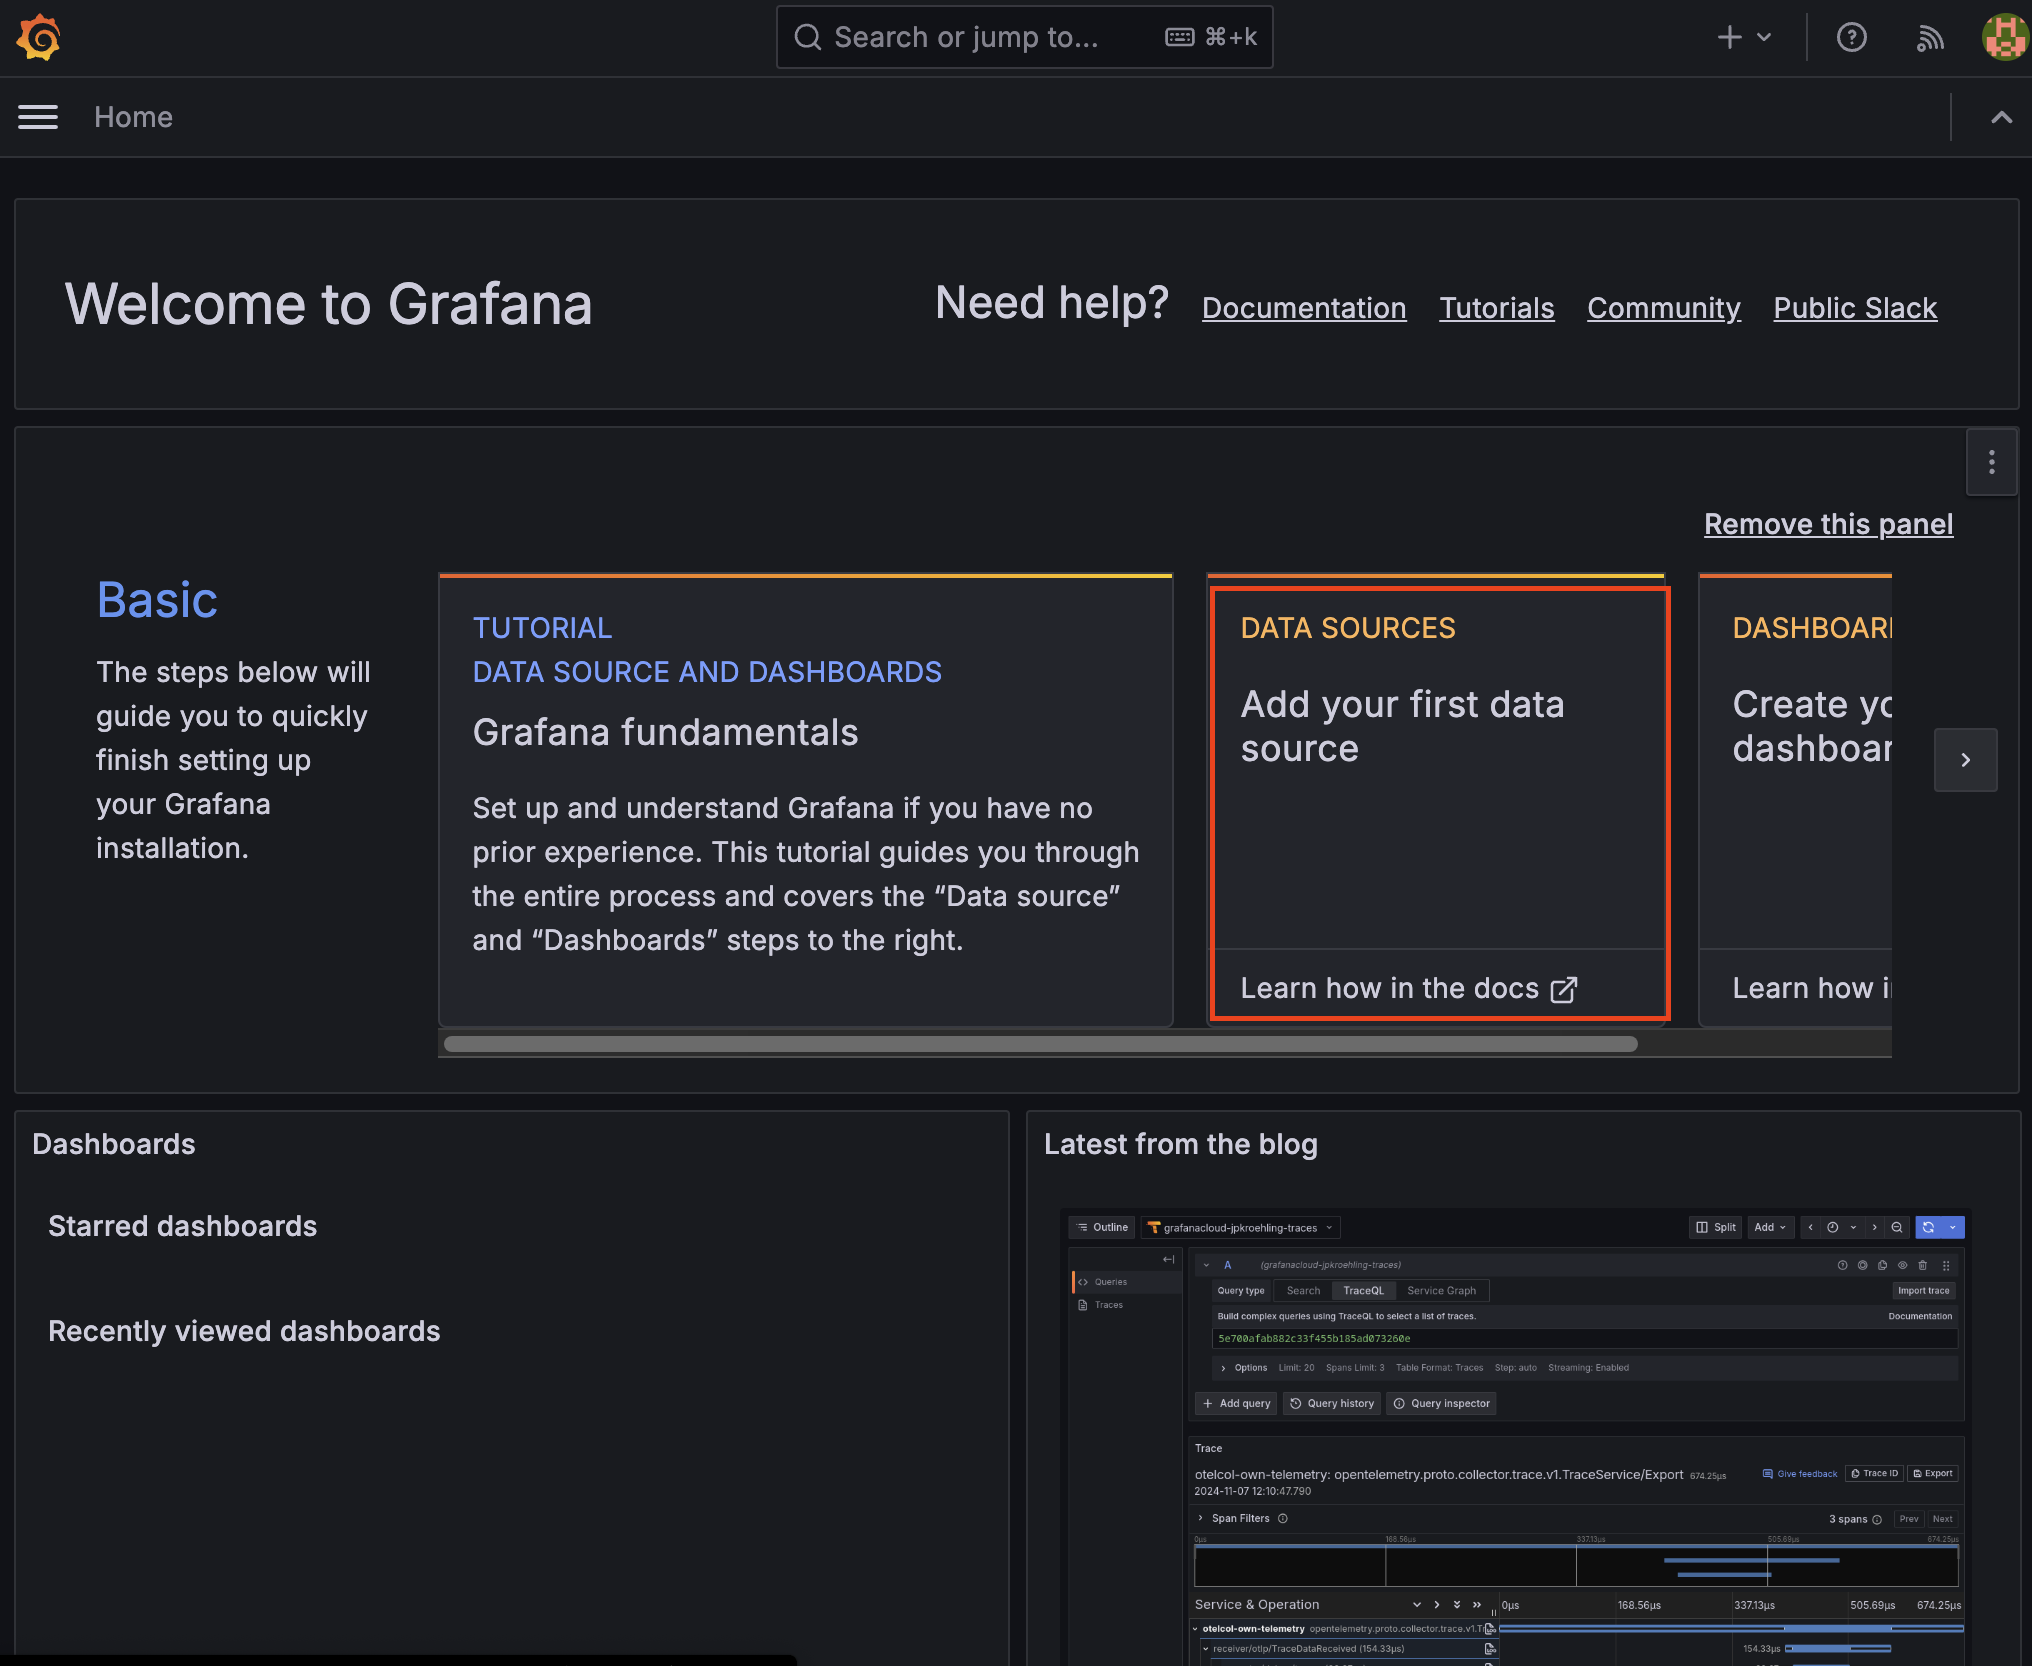 Search or jump to...
⌘+k
Home
Welcome to Grafana
Need help?
Documentation
Tutorials
Community
Public Slack
Remove this panel
Basic
The steps below will
guide you to quickly
finish setting up
your Grafana
installation.
TUTORIAL
DATA SOURCE AND DASHBOARDS
Grafana fundamentals
Set up and understand Grafana if you have no
prior experience. This tutorial guides you through
the entire process and covers the “Data source”
and “Dashboards” steps to the right.
DATA SOURCES
Add your first data
source
Learn how in the docs
DASHBOAR
Create yo
dashboar
Learn how i
Dashboards
Starred dashboards
Recently viewed dashboards
Latest from the blog
Outline
grafanacloud-jpkroehling-traces
Split
Add
Queries
Traces
A
(grafanacloud-jpkroehling-traces)
Query type
Search
TraceQL
Service Graph
Import trace
Build complex queries using TraceQL to select a list of traces.
Documentation
5e700afab882c33f455b185ad073260e
Options
Limit: 20
Spans Limit: 3
Table Format: Traces
Step: auto
Streaming: Enabled
+ Add query
Query history
Query inspector
Trace
otelcol-own-telemetry: opentelemetry.proto.collector.trace.v1.TraceService/Export 674.25µs
Give feedback
Trace ID
Export
2024-11-07 12:10:47.790
Span Filters
3 spans
Prev
Next
0µs
168.56µs
337.13µs
505.69µs
674.25µs
Service & Operation
0µs
168.56µs
337.13µs
505.69µs
674.25µs
otelcol-own-telemetry opentelemetry.proto.collector.trace.v1.Tr
receiver/otlp/TraceDataReceived (154.33µs)
154.33µs